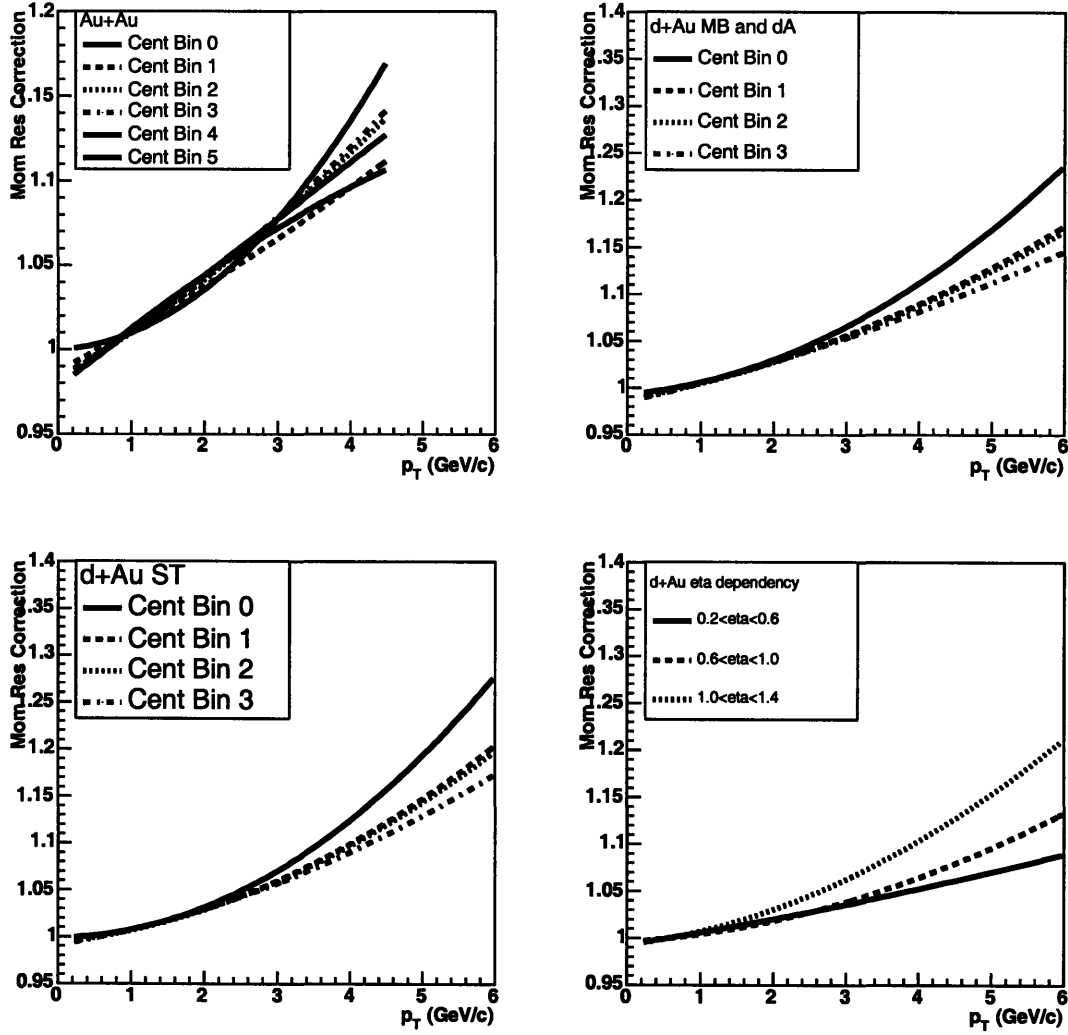 Mom Res Correction
1.2
1.15
1.1
1.05
1
0.95
Au+Au
Cent Bin 0
Cent Bin 1
Cent Bin 2
Cent Bin 3
Cent Bin 4
Cent Bin 5
0 1 2 3 4 5 6
pT (GeV/c)
Mom Res Correction
1.4
1.35
1.3
1.25
1.2
1.15
1.1
1.05
1
0.95
d+Au MB and dA
Cent Bin 0
Cent Bin 1
Cent Bin 2
Cent Bin 3
0 1 2 3 4 5 6
pT (GeV/c)
Mom Res Correction
1.4
1.35
1.3
1.25
1.2
1.15
1.1
1.05
1
0.95
d+Au ST
Cent Bin 0
Cent Bin 1
Cent Bin 2
Cent Bin 3
0 1 2 3 4 5 6
pT (GeV/c)
Mom Res Correction
1.4
1.35
1.3
1.25
1.2
1.15
1.1
1.05
1
0.95
d+Au eta dependency
0.2<eta<0.6
0.6<eta<1.0
1.0<eta<1.4
0 1 2 3 4 5 6
pT (GeV/c)